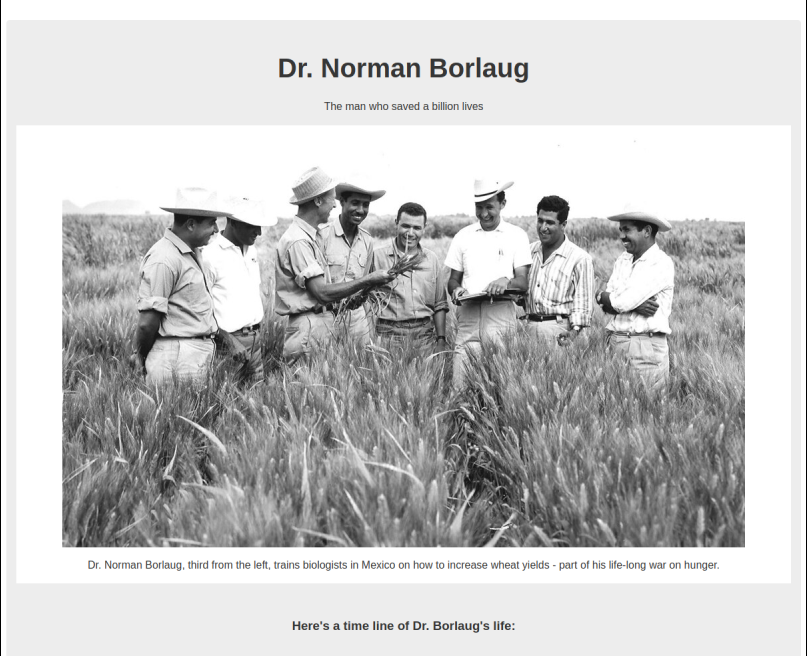 Dr. Norman Borlaug
The man who saved a billion lives
Dr. Norman Borlaug, third from the left, trains biologists in Mexico on how to increase wheat yields - part of his life-long war on hunger.
Here's a time line of Dr. Borlaug's life: